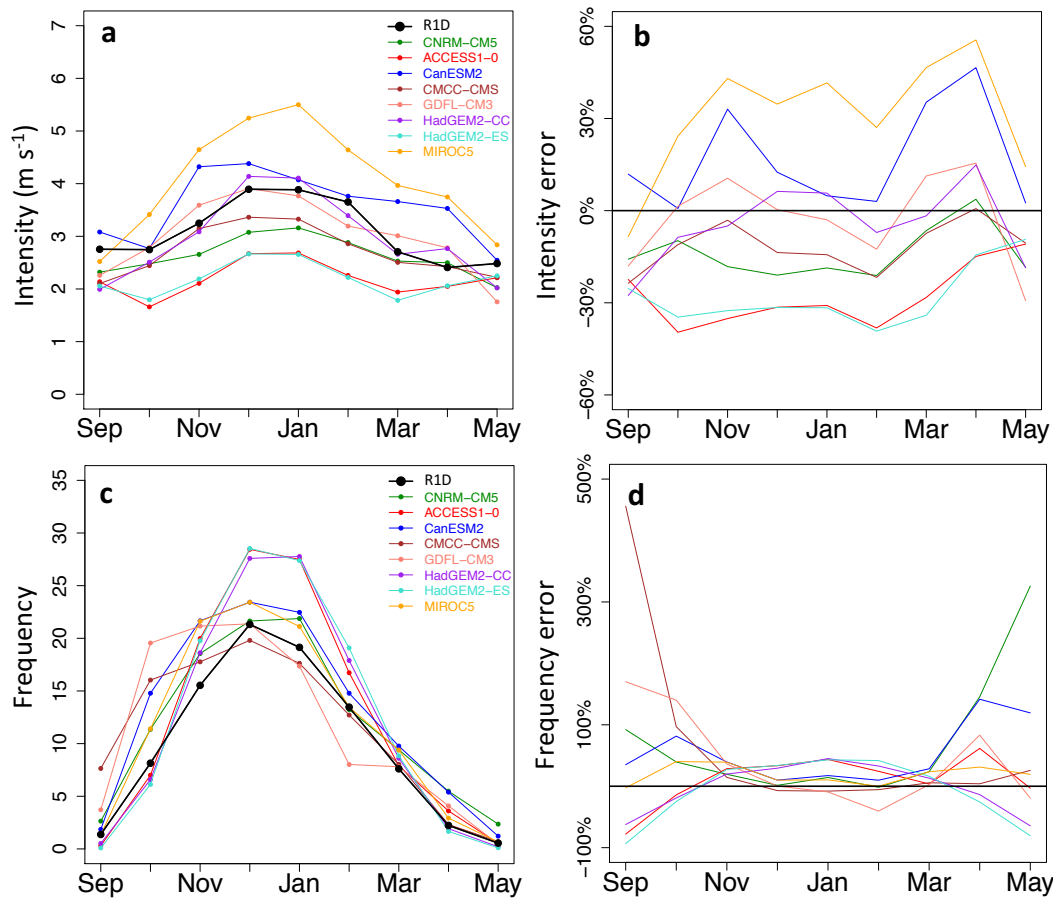 a
R1D
CNRM−CM5
ACCESS1−0
CanESM2
CMCC−CMS
GDFL−CM3
HadGEM2−CC
HadGEM2−ES
MIROC5
Intensity (m s⁻¹)
7
6
5
4
3
2
1
0
Sep Nov Jan Mar May
b
Intensity error
60%
30%
0%
−30%
−60%
Sep Nov Jan Mar May
c
R1D
CNRM−CM5
ACCESS1−0
CanESM2
CMCC−CMS
GDFL−CM3
HadGEM2−CC
HadGEM2−ES
MIROC5
Frequency
35
30
25
20
15
10
5
0
Sep Nov Jan Mar May
d
Frequency error
500%
300%
100%
−100%
Sep Nov Jan Mar May